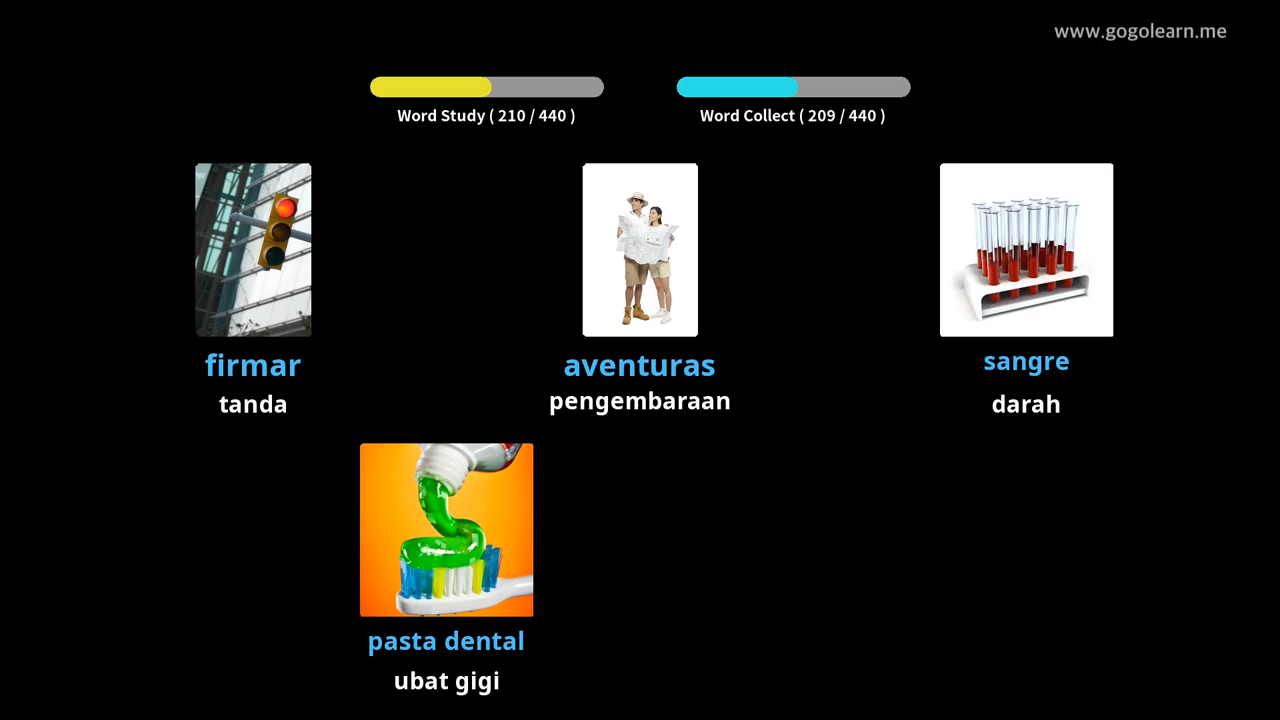 www.gogolearn.me
Word Study ( 210 / 440 )
Word Collect ( 209 / 440 )
firmar
tanda
aventuras
pengembaraan
sangre
darah
pasta dental
ubat gigi